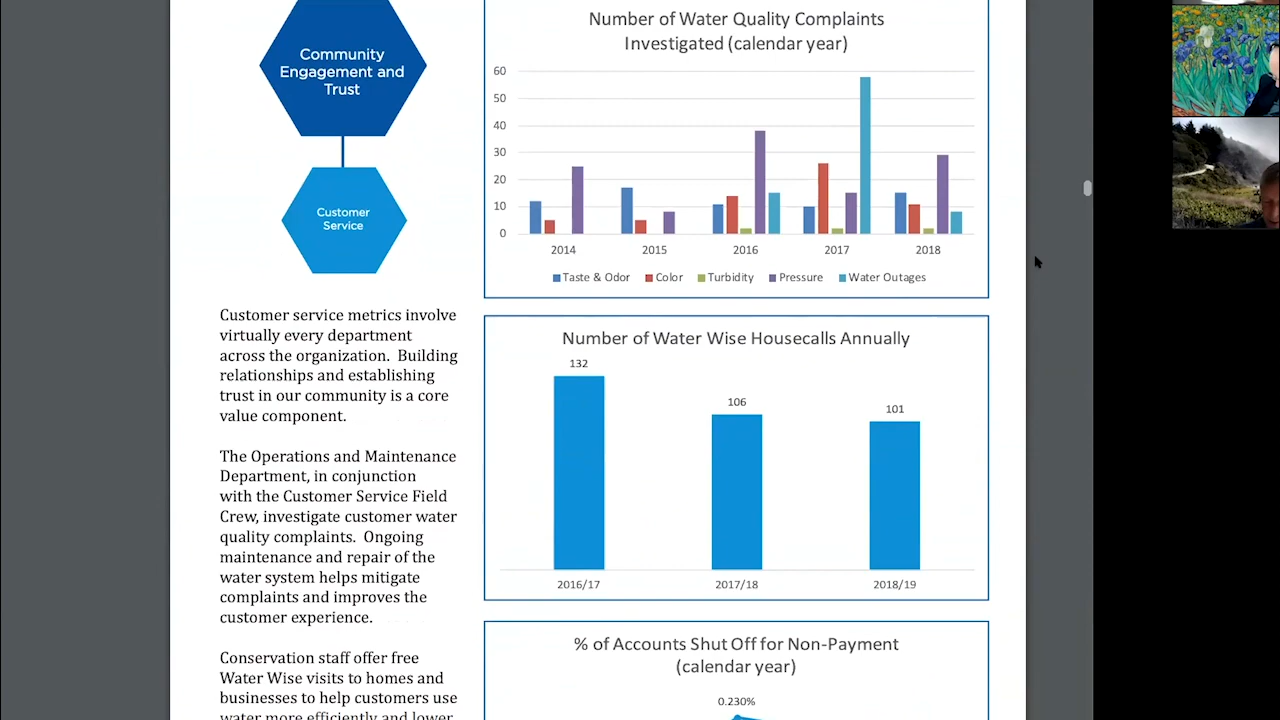 Community
Engagement and
Trust
Customer
Service
Customer service metrics involve
virtually every department
across the organization. Building
relationships and establishing
trust in our community is a core
value component.
The Operations and Maintenance
Department, in conjunction
with the Customer Service Field
Crew, investigate customer water
quality complaints. Ongoing
maintenance and repair of the
water system helps mitigate
complaints and improves the
customer experience.
Conservation staff offer free
Water Wise visits to homes and
businesses to help customers use
water more efficiently and lower
Number of Water Quality Complaints
Investigated (calendar year)
60
50
40
30
20
10
0
2014 2015 2016 2017 2018
Taste & Odor Color Turbidity Pressure Water Outages
Number of Water Wise Housecalls Annually
132
106
101
2016/17 2017/18 2018/19
% of Accounts Shut Off for Non-Payment
(calendar year)
0.230%